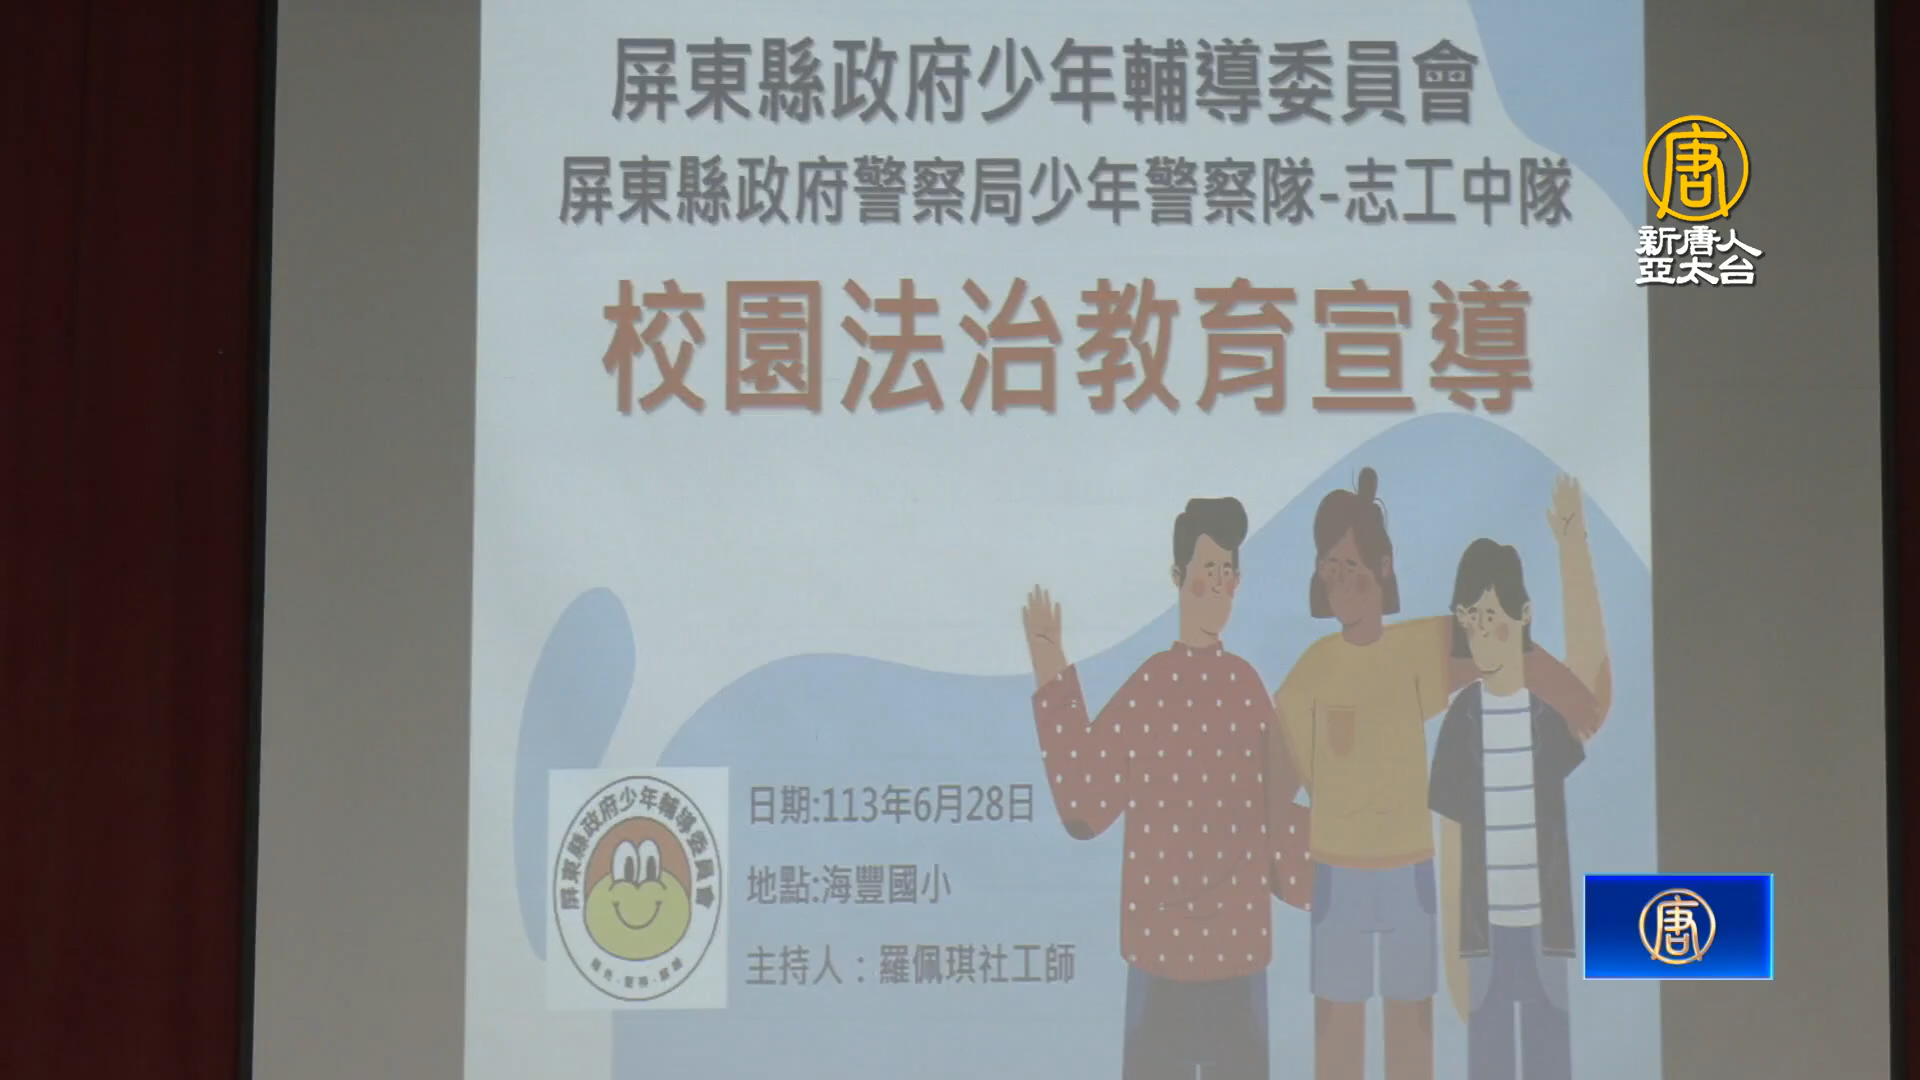 屏東縣政府少年輔導委員會
屏東縣政府警察局少年警察隊-志工中隊
校園法治教育宣導
唐
新唐人
亞太台
屏東縣政府少年輔導委員會
日期:113年6月28日
地點:海豐國小
主持人：羅佩琪社工師
唐